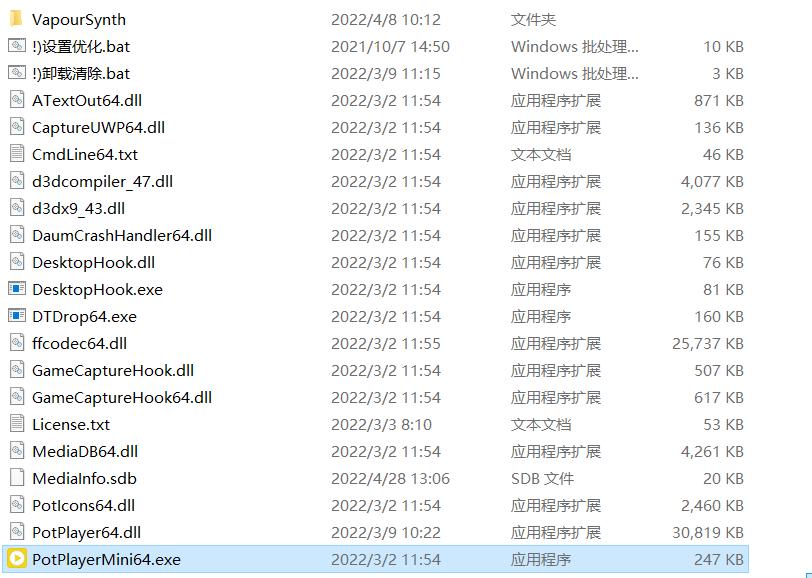 VapourSynth 2022/4/8 10:12 文件夹
!)设置优化.bat 2021/10/7 14:50 Windows 批处理... 10 KB
!)卸载清除.bat 2022/3/9 11:15 Windows 批处理... 3 KB
ATextOut64.dll 2022/3/2 11:54 应用程序扩展 871 KB
CaptureUWP64.dll 2022/3/2 11:54 应用程序扩展 136 KB
CmdLine64.txt 2022/3/2 11:54 文本文档 46 KB
d3dcompiler_47.dll 2022/3/2 11:54 应用程序扩展 4,077 KB
d3dx9_43.dll 2022/3/2 11:54 应用程序扩展 2,345 KB
DaumCrashHandler64.dll 2022/3/2 11:54 应用程序扩展 155 KB
DesktopHook.dll 2022/3/2 11:54 应用程序扩展 76 KB
DesktopHook.exe 2022/3/2 11:54 应用程序 81 KB
DTDrop64.exe 2022/3/2 11:54 应用程序 160 KB
ffcodec64.dll 2022/3/2 11:55 应用程序扩展 25,737 KB
GameCaptureHook.dll 2022/3/2 11:54 应用程序扩展 507 KB
GameCaptureHook64.dll 2022/3/2 11:54 应用程序扩展 617 KB
License.txt 2022/3/3 8:10 文本文档 53 KB
MediaDB64.dll 2022/3/2 11:54 应用程序扩展 4,261 KB
MediaInfo.sdb 2022/4/28 13:06 SDB 文件 20 KB
PotIcons64.dll 2022/3/2 11:54 应用程序扩展 2,460 KB
PotPlayer64.dll 2022/3/9 10:22 应用程序扩展 30,819 KB
PotPlayerMini64.exe 2022/3/2 11:54 应用程序 247 KB